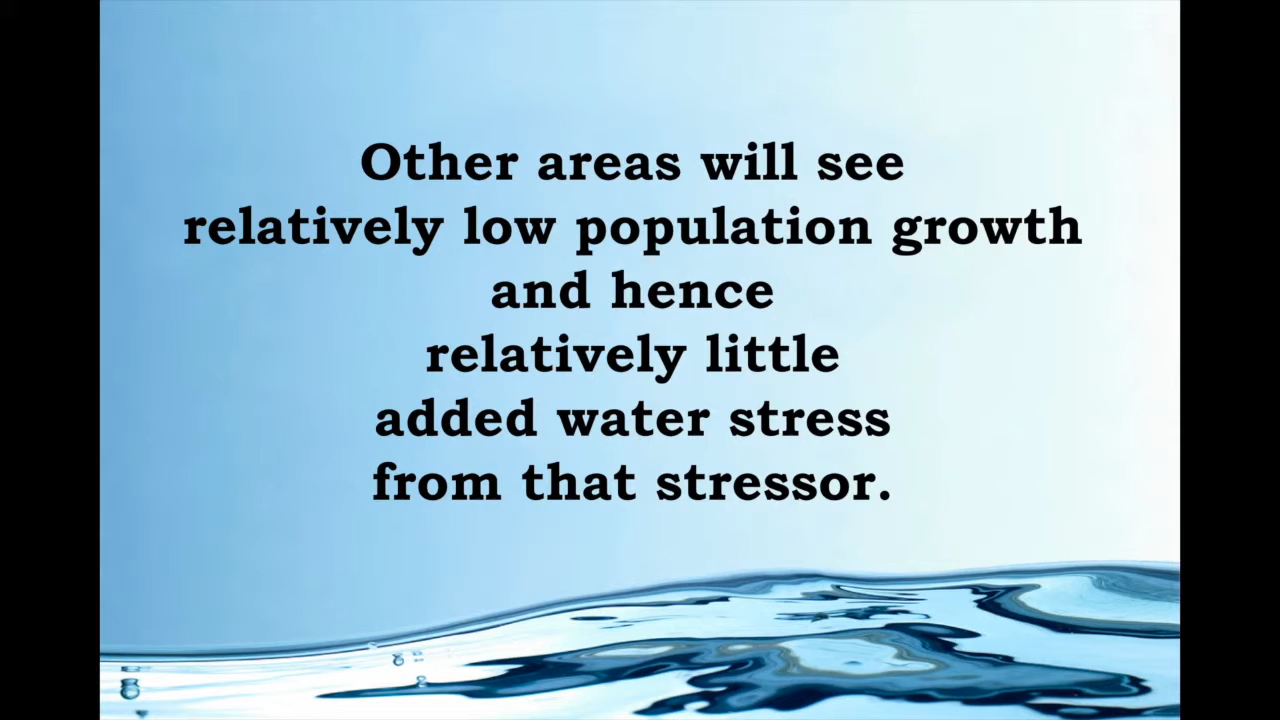 Other areas will see
relatively low population growth
and hence
relatively little
added water stress
from that stressor.